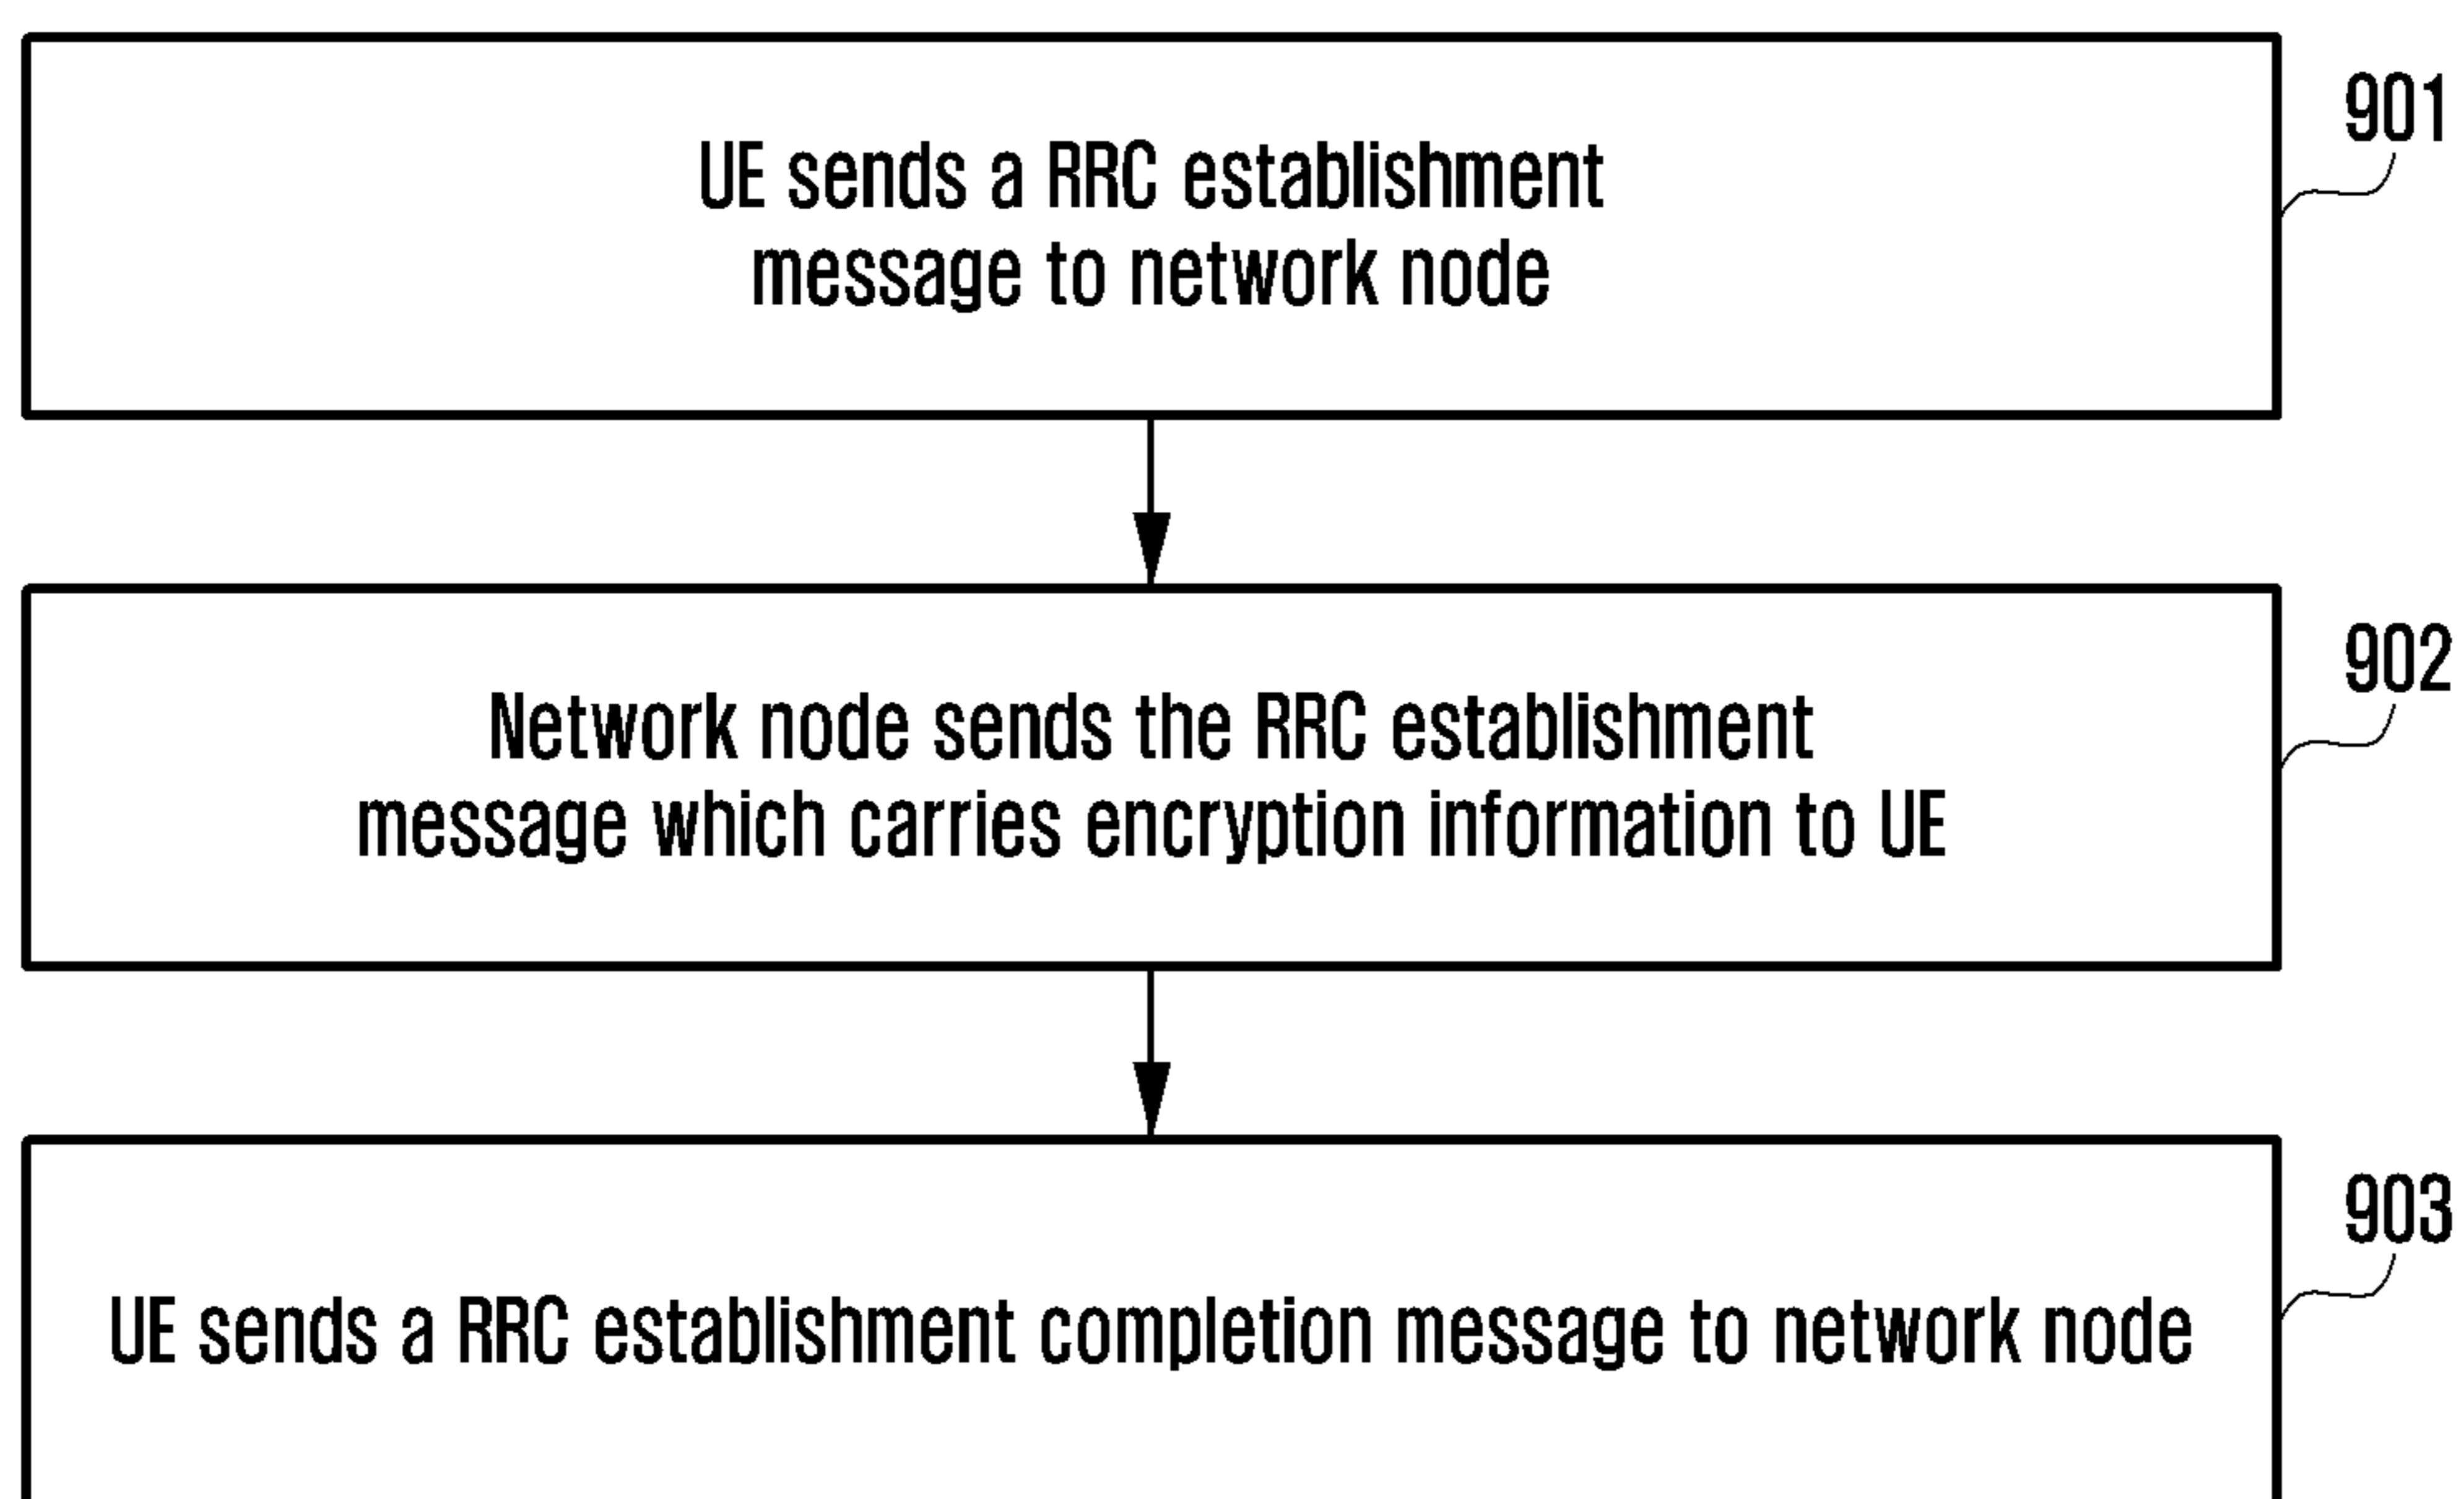 901
UE sends a RRC establishment
message to network node
902
Network node sends the RRC establishment
message which carries encryption information to UE
903
UE sends a RRC establishment completion message to network node